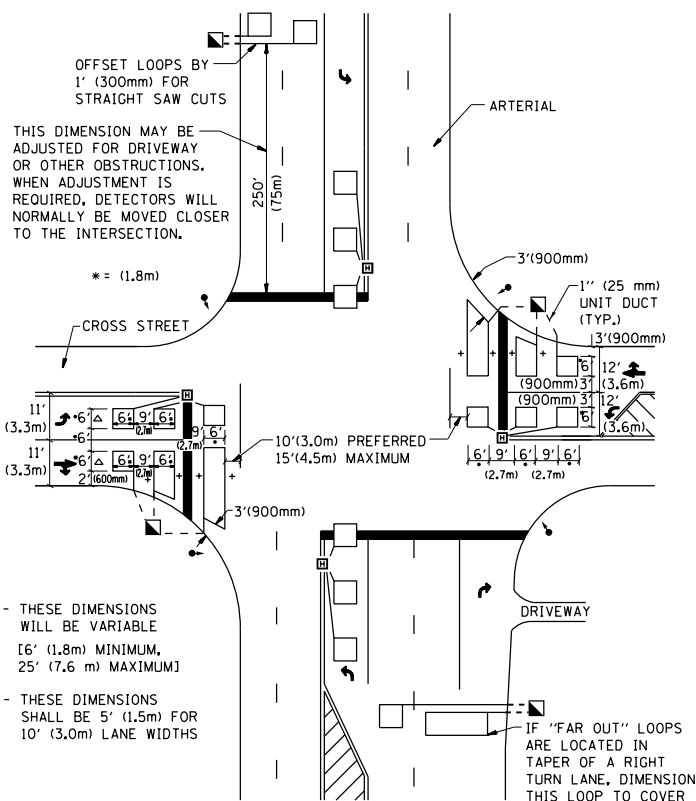 OFFSET LOOPS BY
1' (300mm) FOR
STRAIGHT SAW CUTS
ARTERIAL
THIS DIMENSION MAY BE
ADJUSTED FOR DRIVEWAY
OR OTHER OBSTRUCTIONS.
WHEN ADJUSTMENT IS
REQUIRED, DETECTORS WILL
NORMALLY BE MOVED CLOSER
TO THE INTERSECTION.
250'
(75m)
* = (1.8m)
H
3'(900mm)
1'' (25 mm)
UNIT DUCT
(TYP.)
CROSS STREET
3'(900mm)
6'
12'
(3.6m)
(900mm) 3'
(900mm) 3'
12'
6'
(3.6m)
H
H
11'
(3.3m)
6'
6'
6' 9' 6'
(2.7m)
9' 6'
(2.7m)
11'
(3.3m)
6'
2' (600mm)
6' 9' 6'
(2.7m)
10'(3.0m) PREFERRED
15'(4.5m) MAXIMUM
6' 9' 6' 9' 6'
(2.7m) (2.7m)
3'(900mm)
H
- THESE DIMENSIONS
WILL BE VARIABLE
[6' (1.8m) MINIMUM,
25' (7.6 m) MAXIMUM]
DRIVEWAY
- THESE DIMENSIONS
SHALL BE 5' (1.5m) FOR
10' (3.0m) LANE WIDTHS
IF "FAR OUT" LOOPS
ARE LOCATED IN
TAPER OF A RIGHT
TURN LANE, DIMENSION
THIS LOOP TO COVER